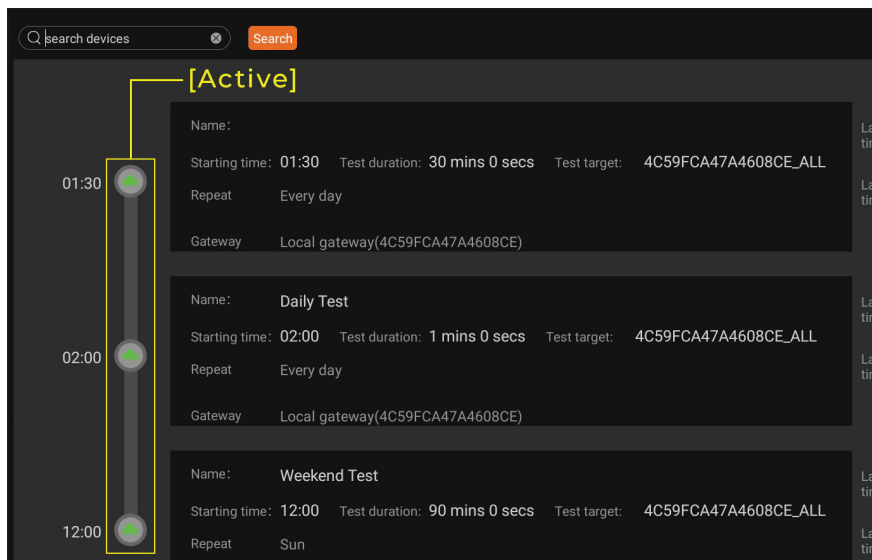 search devices Search
[Active]
Name:
01:30 Starting time: 01:30 Test duration: 30 mins 0 secs Test target: 4C59FCA47A4608CE_ALL
Repeat Every day
Gateway Local gateway(4C59FCA47A4608CE)
Name: Daily Test
02:00 Starting time: 02:00 Test duration: 1 mins 0 secs Test target: 4C59FCA47A4608CE_ALL
Repeat Every day
Gateway Local gateway(4C59FCA47A4608CE)
Name: Weekend Test
12:00 Starting time: 12:00 Test duration: 90 mins 0 secs Test target: 4C59FCA47A4608CE_ALL
Repeat Sun